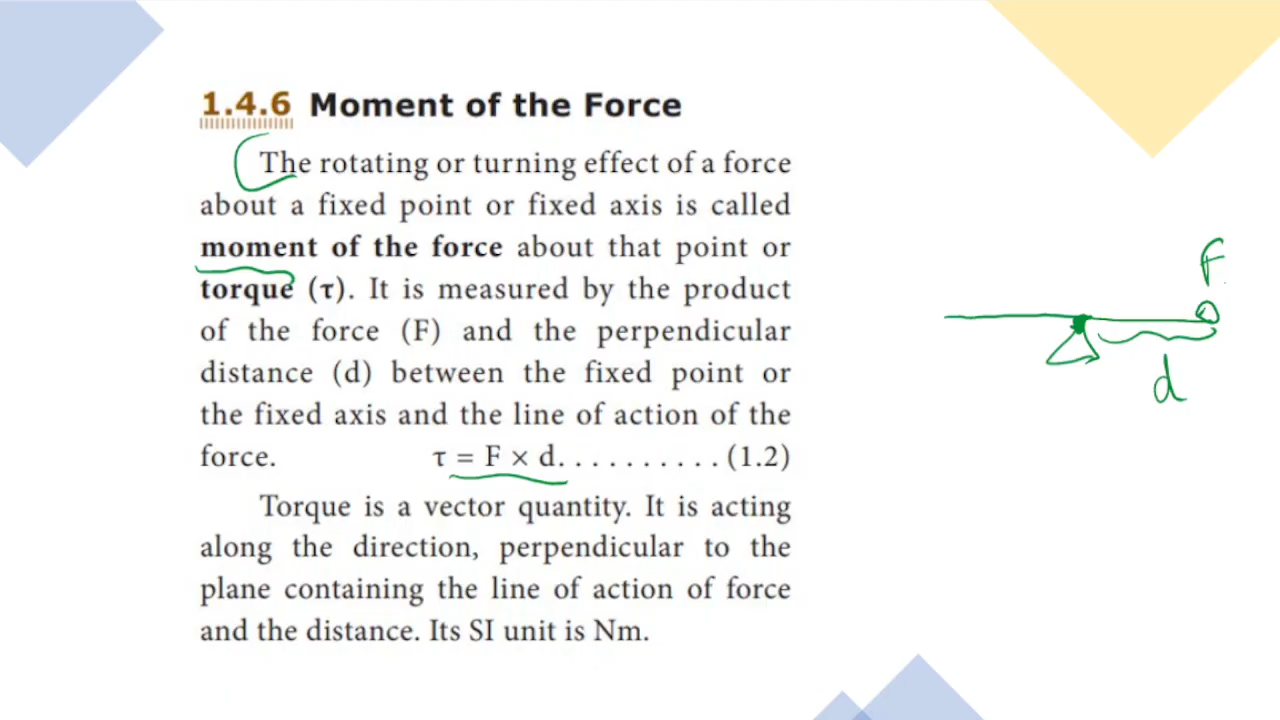 1.4.6 Moment of the Force
The rotating or turning effect of a force
about a fixed point or fixed axis is called
moment of the force about that point or
torque (τ). It is measured by the product
of the force (F) and the perpendicular
distance (d) between the fixed point or
the fixed axis and the line of action of the
force. τ = F × d. . . . . . . . . . (1.2)
Torque is a vector quantity. It is acting
along the direction, perpendicular to the
plane containing the line of action of force
and the distance. Its SI unit is Nm.
F
d